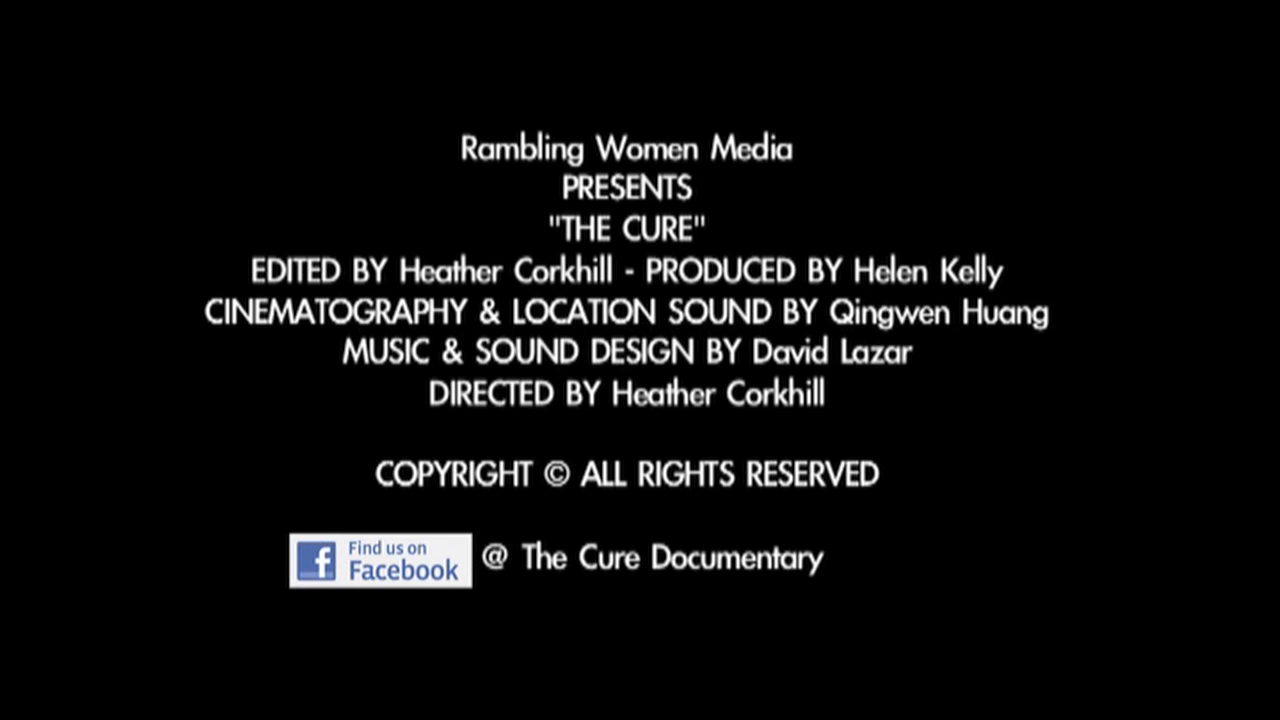 Rambling Women Media
PRESENTS
"THE CURE"
EDITED BY Heather Corkhill - PRODUCED BY Helen Kelly
CINEMATOGRAPHY & LOCATION SOUND BY Qingwen Huang
MUSIC & SOUND DESIGN BY David Lazar
DIRECTED BY Heather Corkhill
COPYRIGHT © ALL RIGHTS RESERVED
f Find us on
Facebook @ The Cure Documentary